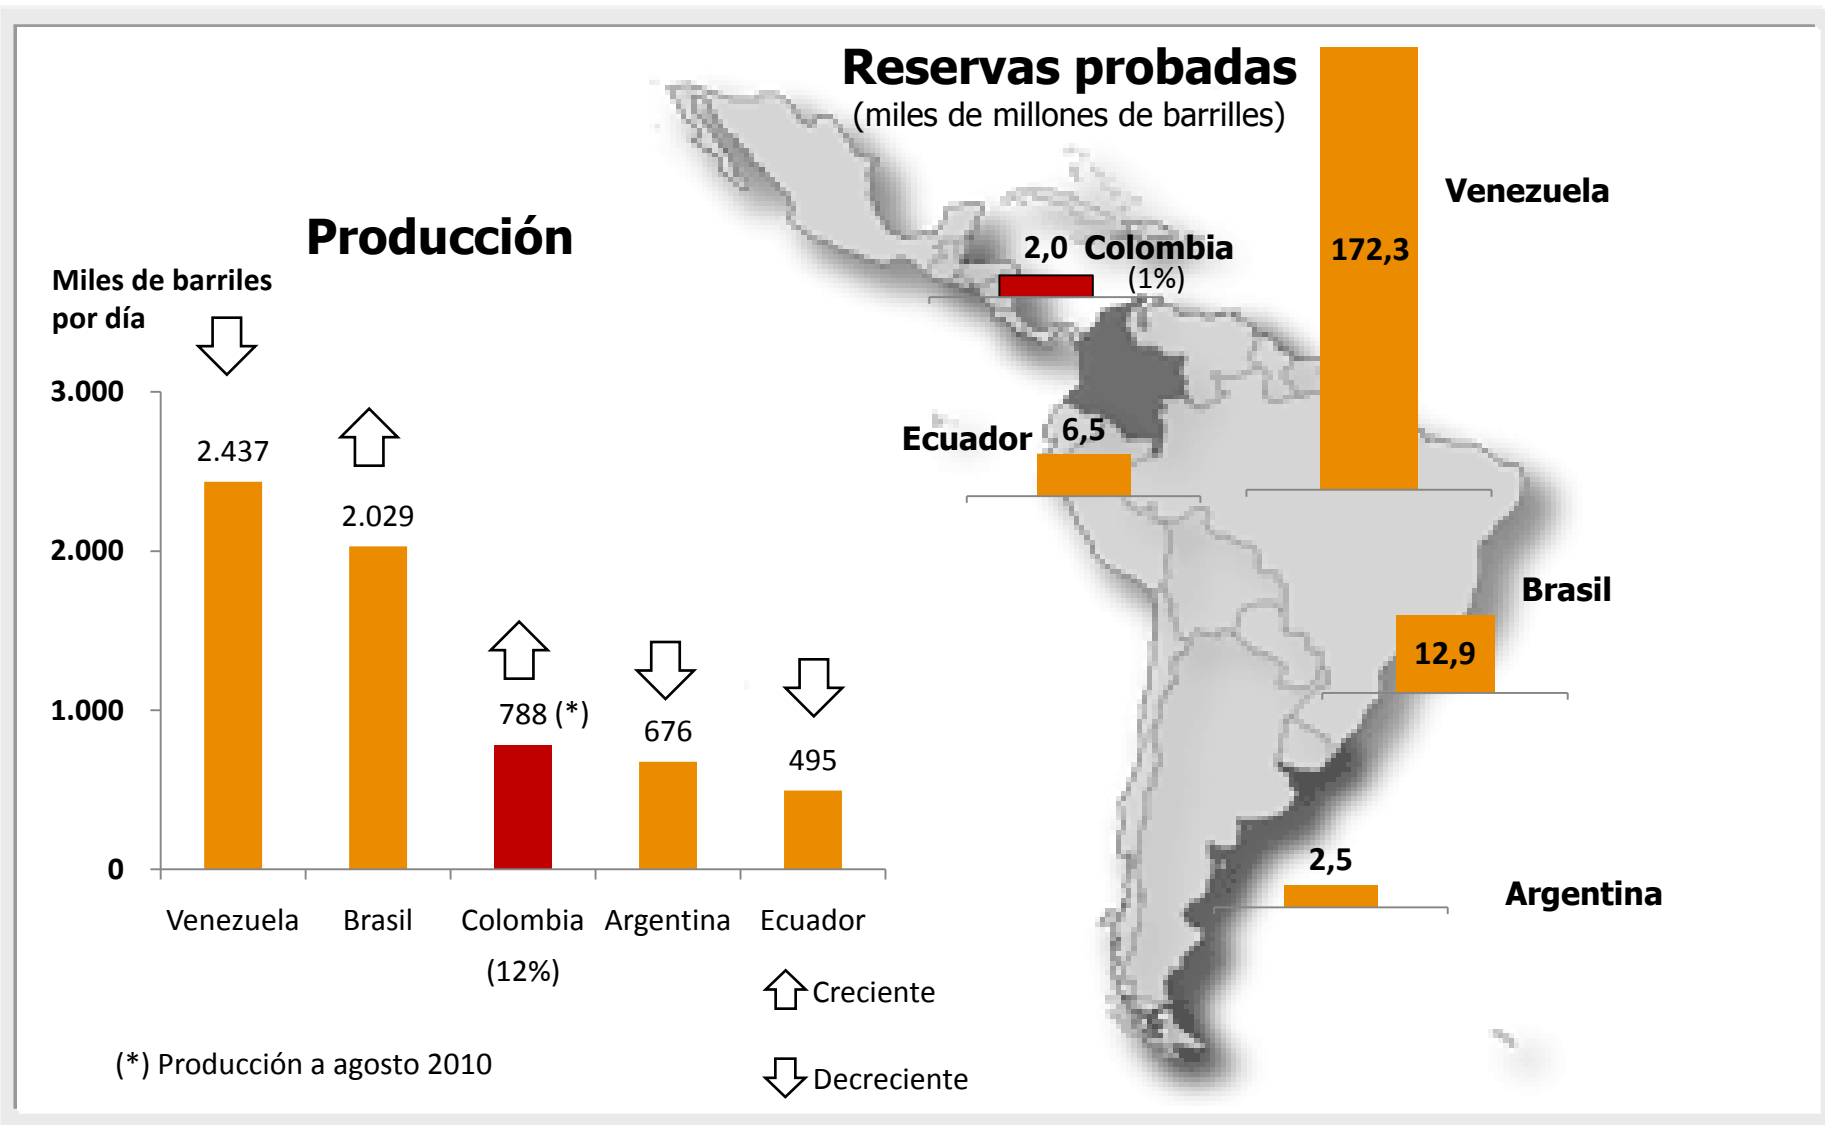 Reservas probadas
(miles de millones de barrilles)
Venezuela
172,3
2,0 Colombia
(1%)
Ecuador 6,5
Brasil
12,9
2,5
Argentina
Producción
Miles de barriles
por día
3.000
2.000
1.000
0
2.437
2.029
788 (*)
676
495
Venezuela Brasil Colombia Argentina Ecuador
(12%)
Creciente
Decreciente
(*) Producción a agosto 2010